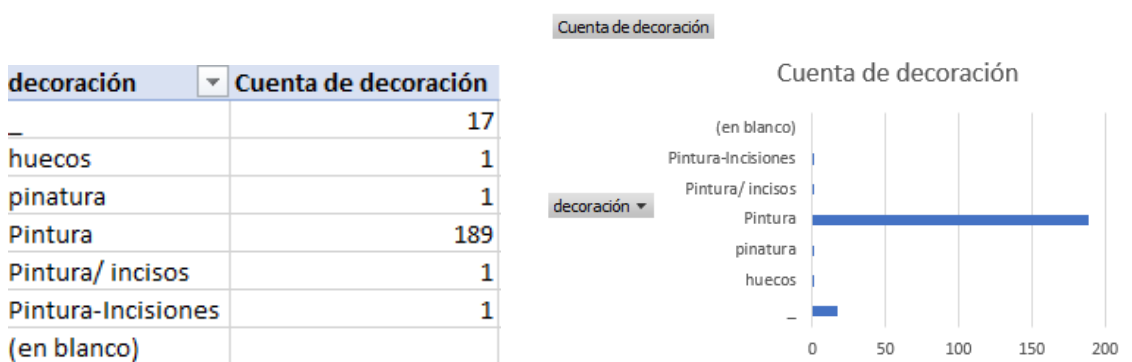 decoración Cuenta de decoración
_ 17
huecos 1
pinatura 1
Pintura 189
Pintura/ incisos 1
Pintura-Incisiones 1
(en blanco)
Cuenta de decoración
Cuenta de decoración
decoración
(en blanco)
Pintura-Incisiones
Pintura/ incisos
Pintura
pinatura
huecos
_
0 50 100 150 200